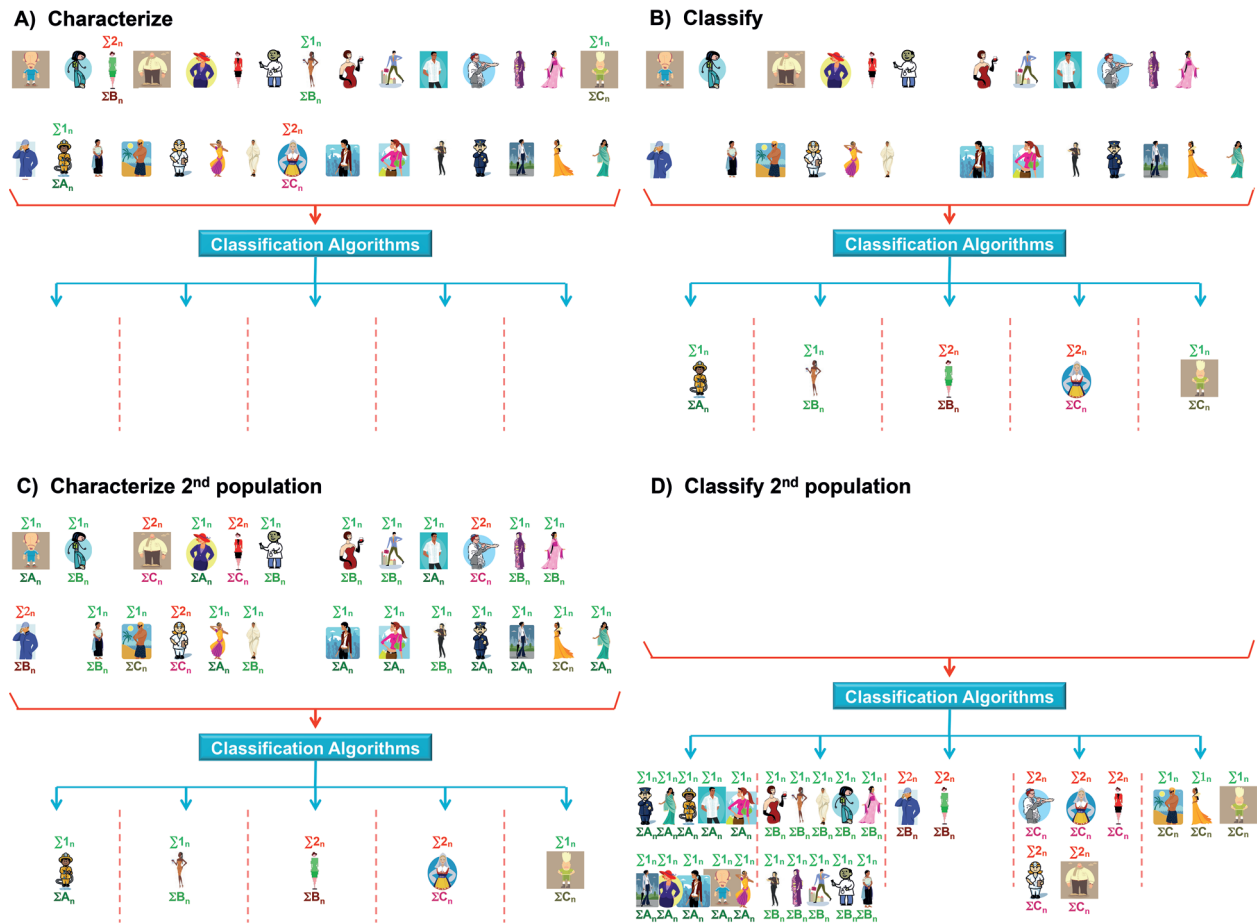 A) Characterize
∑2ₙ ∑1ₙ ∑1ₙ
ΣBₙ ΣBₙ ΣCₙ
∑1ₙ ∑2ₙ
ΣAₙ ΣCₙ
Classification Algorithms
B) Classify
Classification Algorithms
∑1ₙ ∑1ₙ ∑2ₙ ∑2ₙ ∑1ₙ
ΣAₙ ΣBₙ ΣBₙ ΣCₙ ΣCₙ
C) Characterize 2ⁿᵈ population
∑1ₙ ∑1ₙ ∑2ₙ ∑1ₙ ∑2ₙ ∑1ₙ ∑1ₙ ∑1ₙ ∑1ₙ ∑2ₙ ∑1ₙ ∑1ₙ
ΣAₙ ΣBₙ ΣCₙ ΣAₙ ΣCₙ ΣBₙ ΣBₙ ΣBₙ ΣAₙ ΣCₙ ΣBₙ ΣBₙ
∑2ₙ ∑1ₙ ∑1ₙ ∑2ₙ ∑1ₙ ∑1ₙ ∑1ₙ ∑1ₙ ∑1ₙ ∑1ₙ ∑1ₙ ∑1ₙ ∑1ₙ
ΣBₙ ΣBₙ ΣCₙ ΣCₙ ΣAₙ ΣBₙ ΣAₙ ΣAₙ ΣBₙ ΣAₙ ΣAₙ ΣCₙ ΣAₙ
Classification Algorithms
∑1ₙ ∑1ₙ ∑2ₙ ∑2ₙ ∑1ₙ
ΣAₙ ΣBₙ ΣBₙ ΣCₙ ΣCₙ
D) Classify 2ⁿᵈ population
Classification Algorithms
∑1ₙ ∑1ₙ ∑1ₙ ∑1ₙ ∑1ₙ ∑1ₙ ∑1ₙ ∑1ₙ ∑1ₙ ∑1ₙ ∑2ₙ ∑2ₙ ∑2ₙ ∑2ₙ ∑2ₙ ∑1ₙ ∑1ₙ ∑1ₙ
ΣAₙ ΣAₙ ΣAₙ ΣAₙ ΣAₙ ΣBₙ ΣBₙ ΣBₙ ΣBₙ ΣBₙ ΣBₙ ΣBₙ ΣCₙ ΣCₙ ΣCₙ ΣCₙ ΣCₙ ΣCₙ
∑1ₙ ∑1ₙ ∑1ₙ ∑1ₙ ∑1ₙ ∑1ₙ ∑1ₙ ∑1ₙ ∑1ₙ ∑1ₙ ∑2ₙ ∑2ₙ
ΣAₙ ΣAₙ ΣAₙ ΣAₙ ΣAₙ ΣBₙ ΣBₙ ΣBₙ ΣBₙ ΣBₙ ΣCₙ ΣCₙ